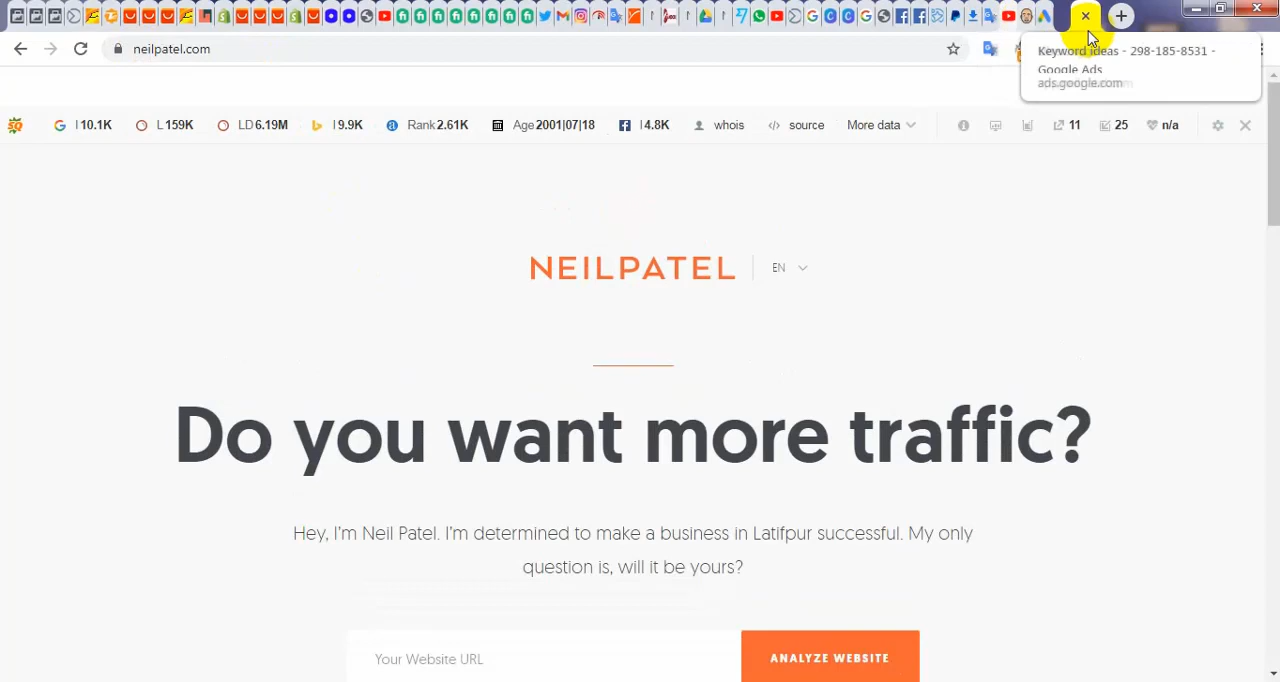 neilpatel.com
Keyword ideas - 298-185-8531 -
Google Ads
ads.google.com
SQ
I 10.1K
L 159K
LD 6.19M
I 9.9K
Rank 2.61K
Age 2001|07|18
I 4.8K
whois
source
More data
11
25
n/a
NEILPATEL
EN
Do you want more traffic?
Hey, I'm Neil Patel. I'm determined to make a business in Latifpur successful. My only
question is, will it be yours?
Your Website URL
ANALYZE WEBSITE